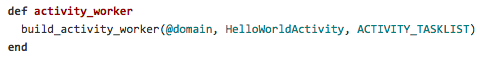 def activity_worker
  build_activity_worker(@domain, HelloWorldActivity, ACTIVITY_TASKLIST)
end